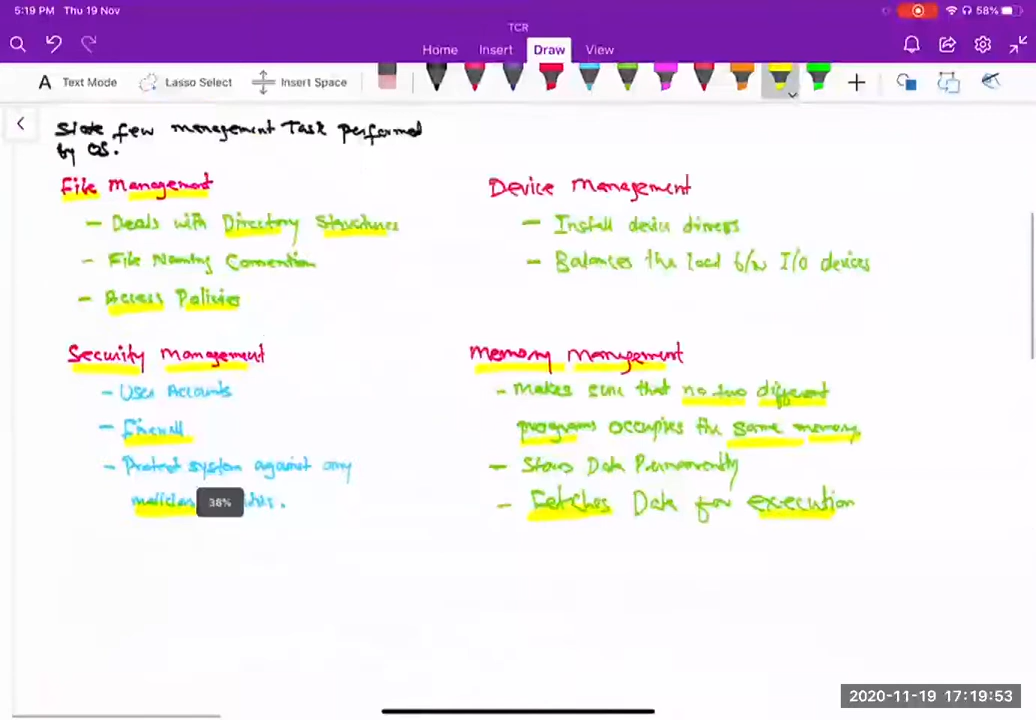 5:19 PM Thu 19 Nov
58%
TCR
Home Insert Draw View
A Text Mode Lasso Select Insert Space
State few management Task performed
by OS.
File Management
- Deals with Directory Structures
- File Naming Convention
- Access Policies
Device Management
- Install device drivers
- Balances the load b/w I/O devices
Security management
- User Accounts
- Firewall
- Protect system against any
38%
Memory management
- Makes sure that no two different
programs occupies the same memory
- Stores Data Permanently
- Fetches Data for execution
2020-11-19 17:19:53